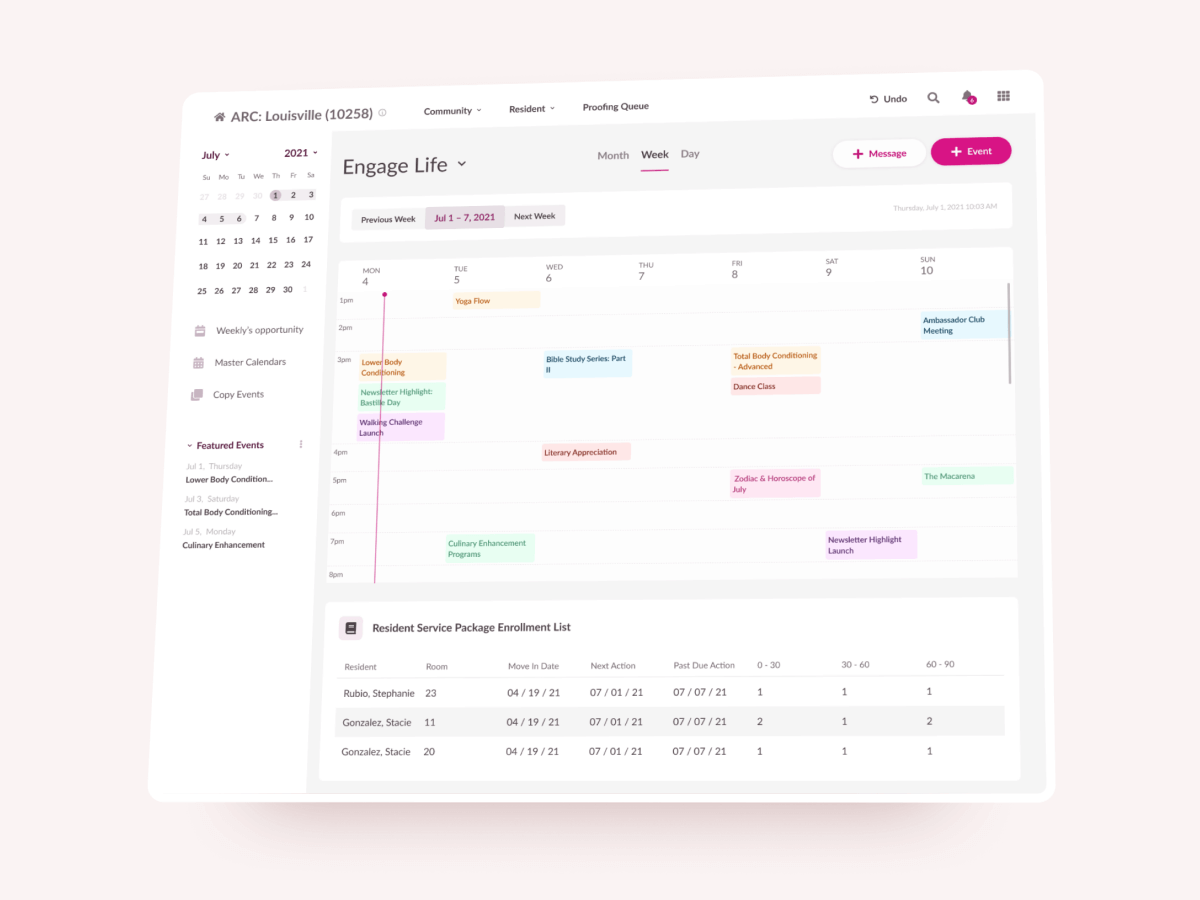 ARC: Louisville (10258)
Community
Resident
Proofing Queue
Undo
6
July
2021
Su Mo Tu We Th Fr Sa
27 28 29 30 1 2 3
4 5 6 7 8 9 10
11 12 13 14 15 16 17
18 19 20 21 22 23 24
25 26 27 28 29 30 1
Weekly's opportunity
Master Calendars
Copy Events
Featured Events
Jul 1, Thursday
Lower Body Condition...
Jul 3, Saturday
Total Body Conditioning...
Jul 5, Monday
Culinary Enhancement
Engage Life
Month Week Day
Message
Event
Previous Week
Jul 1 – 7, 2021
Next Week
Thursday, July 1, 2021 10:03 AM
MON TUE WED THU FRI SAT SUN
4 5 6 7 8 9 10
1pm
Yoga Flow
2pm
Ambassador Club
Meeting
3pm
Lower Body
Conditioning
Newsletter Highlight:
Bastille Day
Walking Challenge
Launch
Bible Study Series: Part
II
Total Body Conditioning
- Advanced
Dance Class
4pm
Literary Appreciation
5pm
Zodiac & Horoscope of
July
The Macarena
6pm
7pm
Culinary Enhancement
Programs
Newsletter Highlight
Launch
8pm
Resident Service Package Enrollment List
Resident Room Move In Date Next Action Past Due Action 0 - 30 30 - 60 60 - 90
Rubio, Stephanie 23 04 / 19 / 21 07 / 01 / 21 07 / 07 / 21 1 1 1
Gonzalez, Stacie 11 04 / 19 / 21 07 / 01 / 21 07 / 07 / 21 2 1 2
Gonzalez, Stacie 20 04 / 19 / 21 07 / 01 / 21 07 / 07 / 21 1 1 1